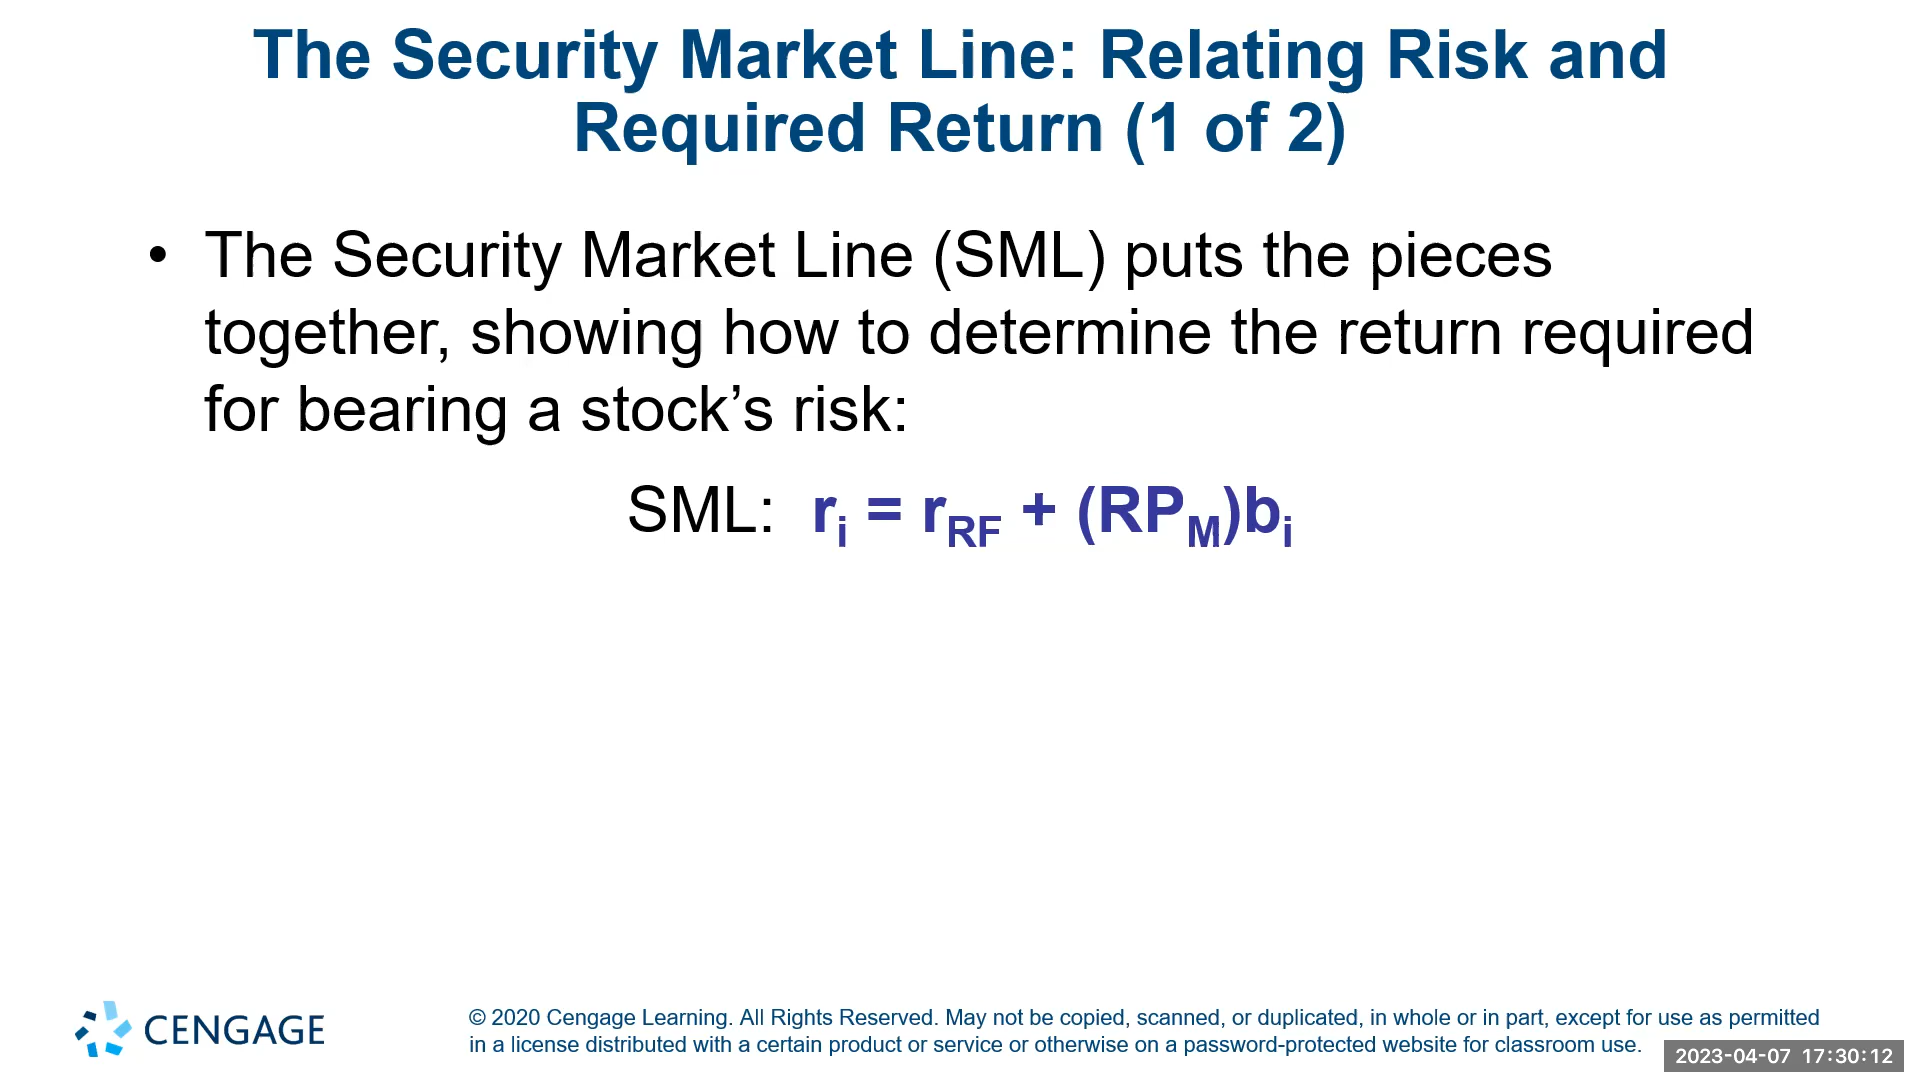 The Security Market Line: Relating Risk and
Required Return (1 of 2)
• The Security Market Line (SML) puts the pieces
together, showing how to determine the return required
for bearing a stock’s risk:
SML: rᵢ = r_RF + (RP_M)bᵢ
CENGAGE
© 2020 Cengage Learning. All Rights Reserved. May not be copied, scanned, or duplicated, in whole or in part, except for use as permitted
in a license distributed with a certain product or service or otherwise on a password-protected website for classroom use.
2023-04-07 17:30:12